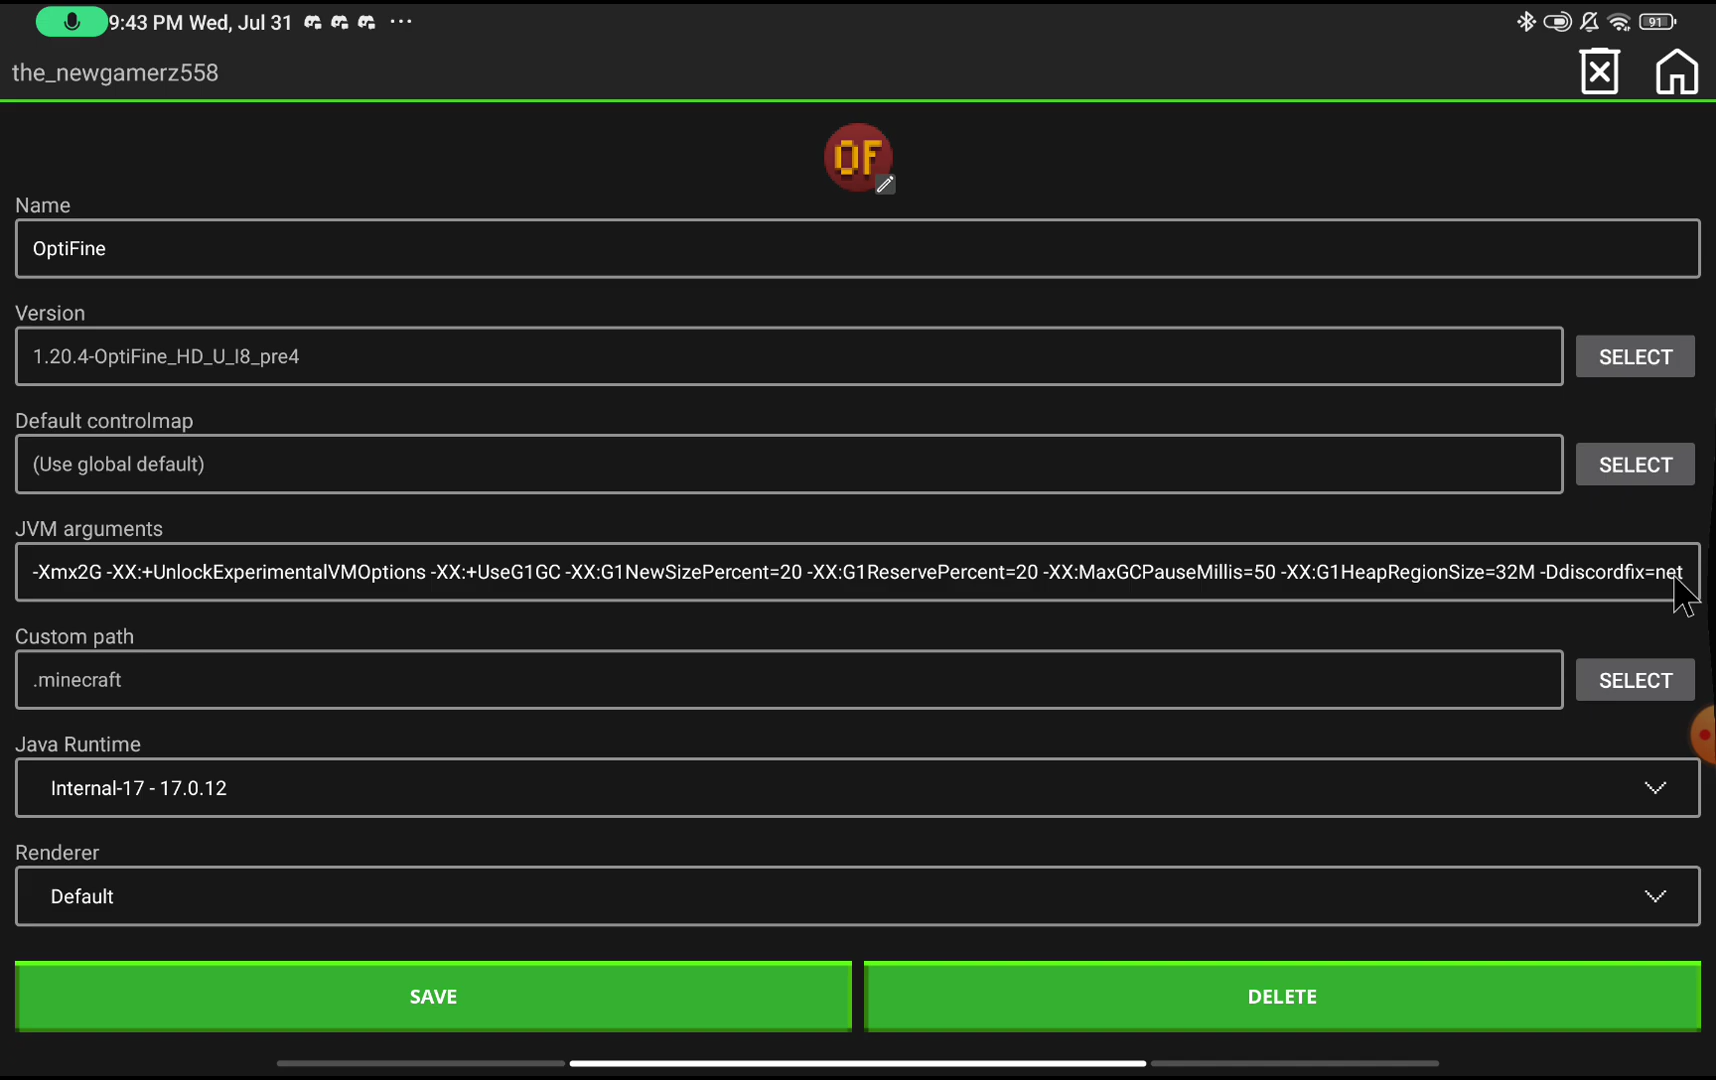 9:43 PM Wed, Jul 31 ...
91
the_newgamerz558
OF
Name
OptiFine
Version
1.20.4-OptiFine_HD_U_I8_pre4
SELECT
Default controlmap
(Use global default)
SELECT
JVM arguments
-Xmx2G -XX:+UnlockExperimentalVMOptions -XX:+UseG1GC -XX:G1NewSizePercent=20 -XX:G1ReservePercent=20 -XX:MaxGCPauseMillis=50 -XX:G1HeapRegionSize=32M -Ddiscordfix=net
Custom path
.minecraft
SELECT
Java Runtime
Internal-17 - 17.0.12
Renderer
Default
SAVE
DELETE